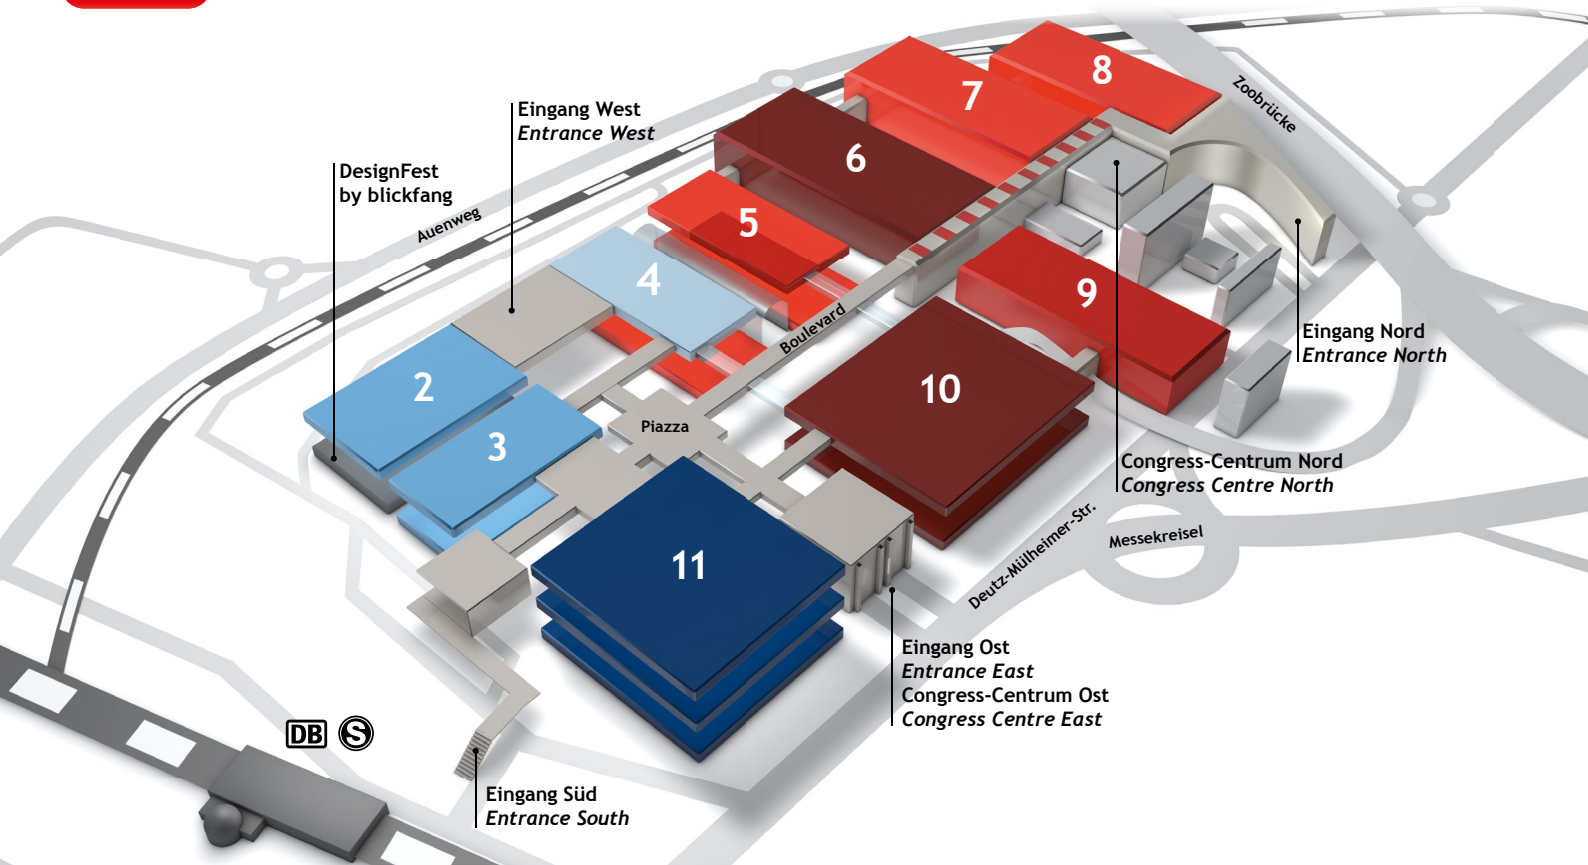 8
7
Zoobrücke
Eingang West
Entrance West
6
DesignFest
by blickfang
Auenweg
5
4
9
Boulevard
Eingang Nord
Entrance North
2
10
Piazza
3
Congress-Centrum Nord
Congress Centre North
Deutz-Mülheimer-Str.
Messekreisel
11
Eingang Ost
Entrance East
Congress-Centrum Ost
Congress Centre East
DB S
Eingang Süd
Entrance South